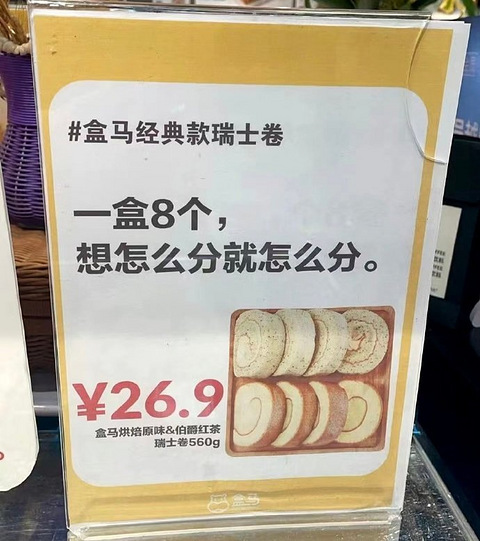 #盒马经典款瑞士卷
一盒8个，
想怎么分就怎么分。
¥26.9
盒马烘焙原味&伯爵红茶
瑞士卷560g
盒马